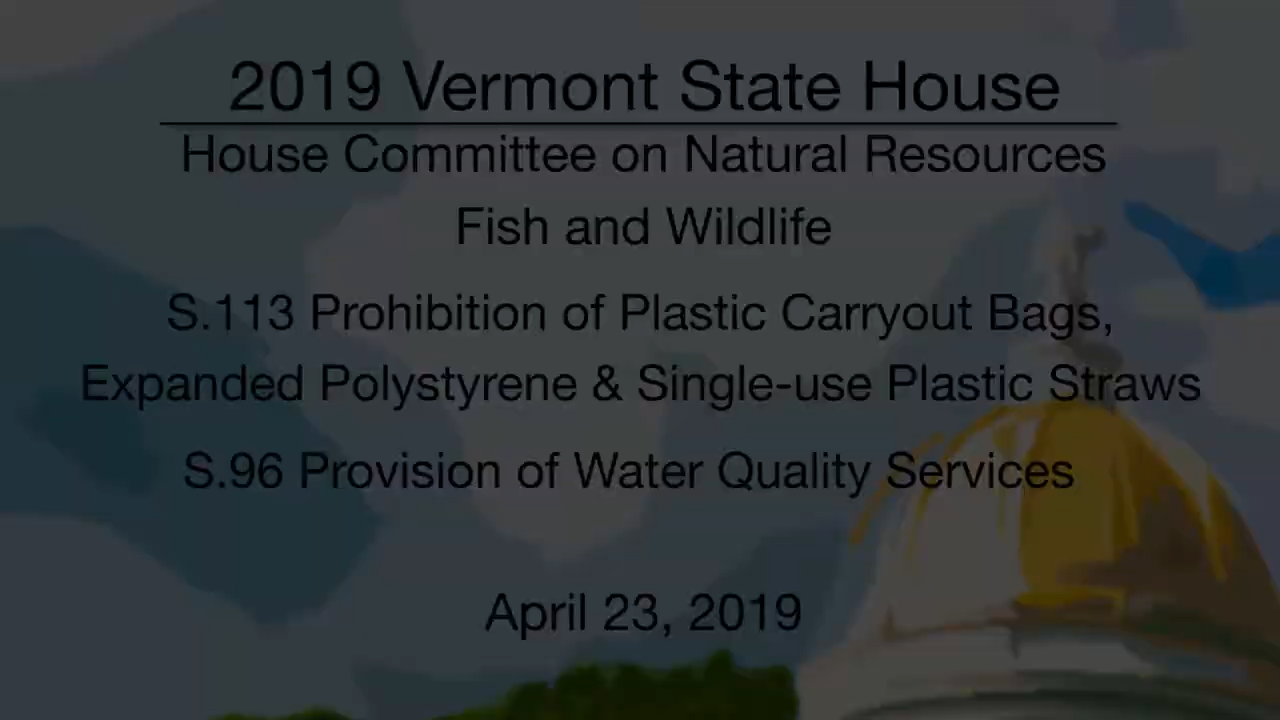 2019 Vermont State House
House Committee on Natural Resources
Fish and Wildlife
S.113 Prohibition of Plastic Carryout Bags,
Expanded Polystyrene & Single-use Plastic Straws
S.96 Provision of Water Quality Services
April 23, 2019